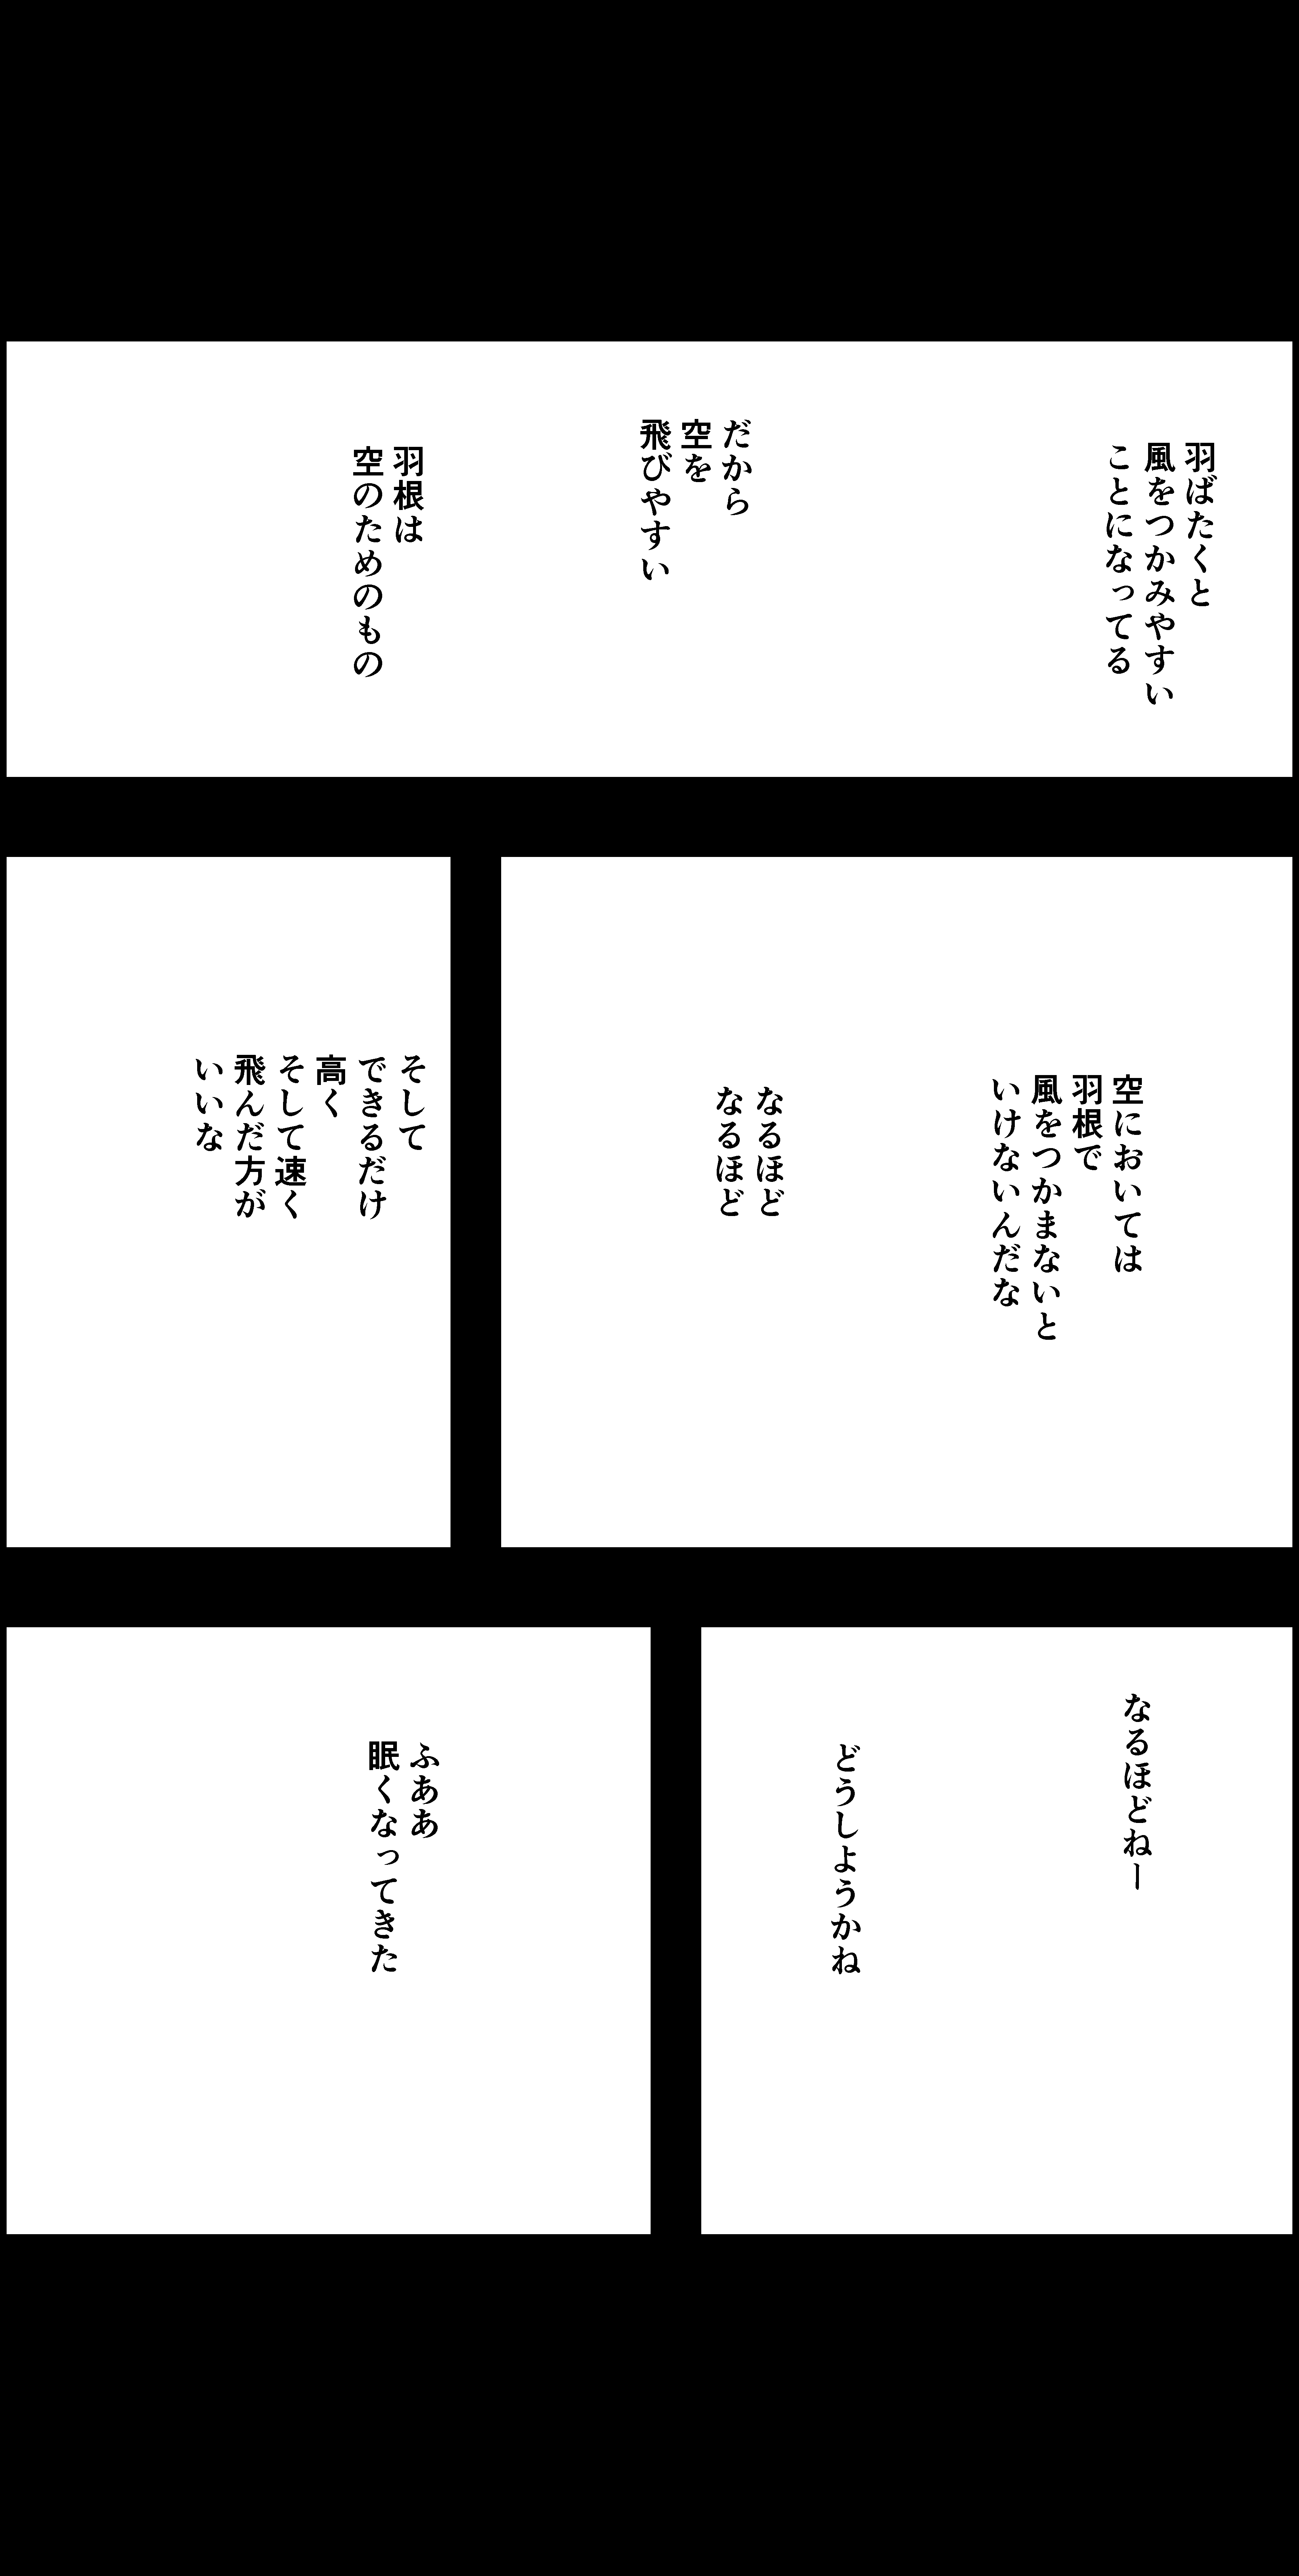 羽ばたくと
風をつかみやすい
ことになってる
だから
空を
飛びやすい
羽根は
空のためのもの
空においては
羽根で
風をつかまないと
いけないんだな
なるほど
なるほど
そして
できるだけ
高く
そして速く
飛んだ方が
いいな
なるほどねー
どうしようかね
ふああ
眠くなってきた